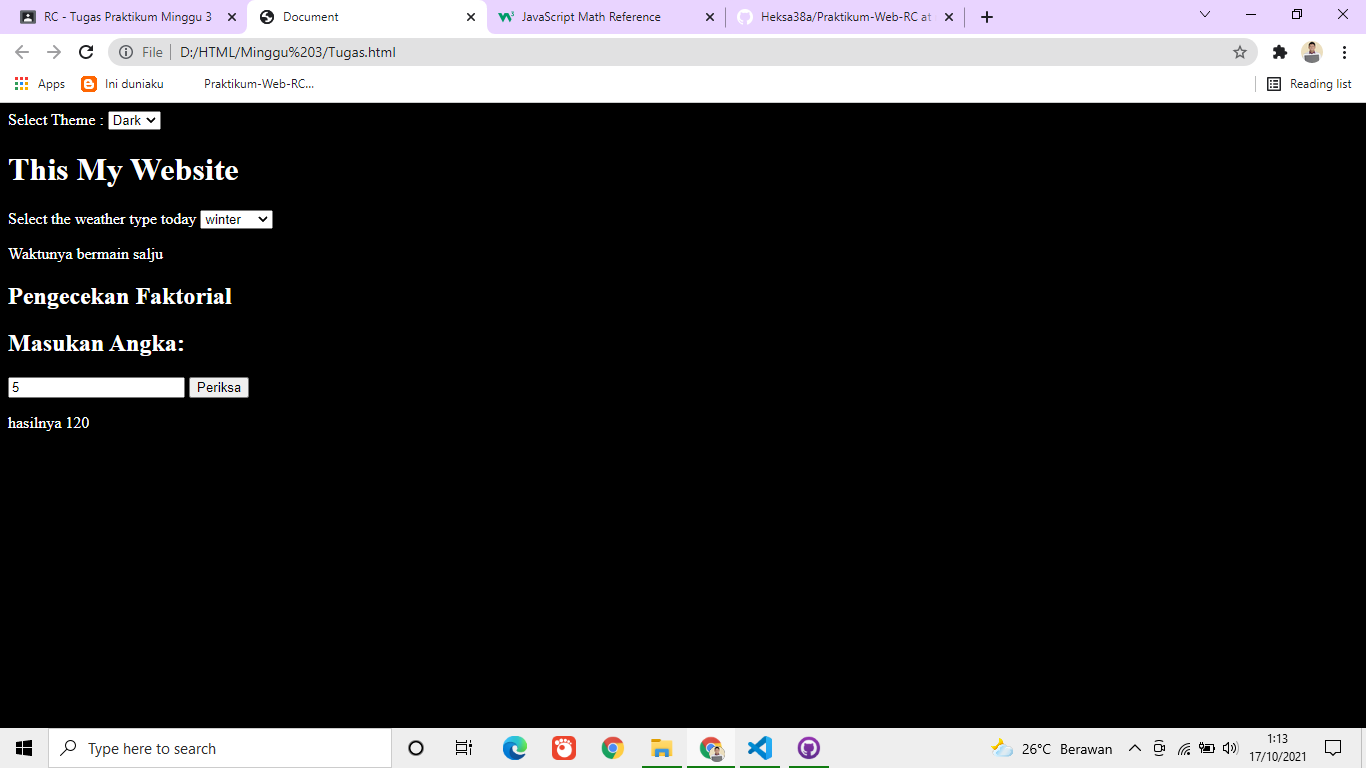 RC - Tugas Praktikum Minggu 3
Document
JavaScript Math Reference
Heksa38a/Praktikum-Web-RC at
File
D:/HTML/Minggu%203/Tugas.html
Apps
Ini duniaku
Praktikum-Web-RC...
Reading list
Select Theme : Dark
This My Website
Select the weather type today winter
Waktunya bermain salju
Pengecekan Faktorial
Masukan Angka:
5 Periksa
hasilnya 120
Type here to search
26°C Berawan
1:13
17/10/2021